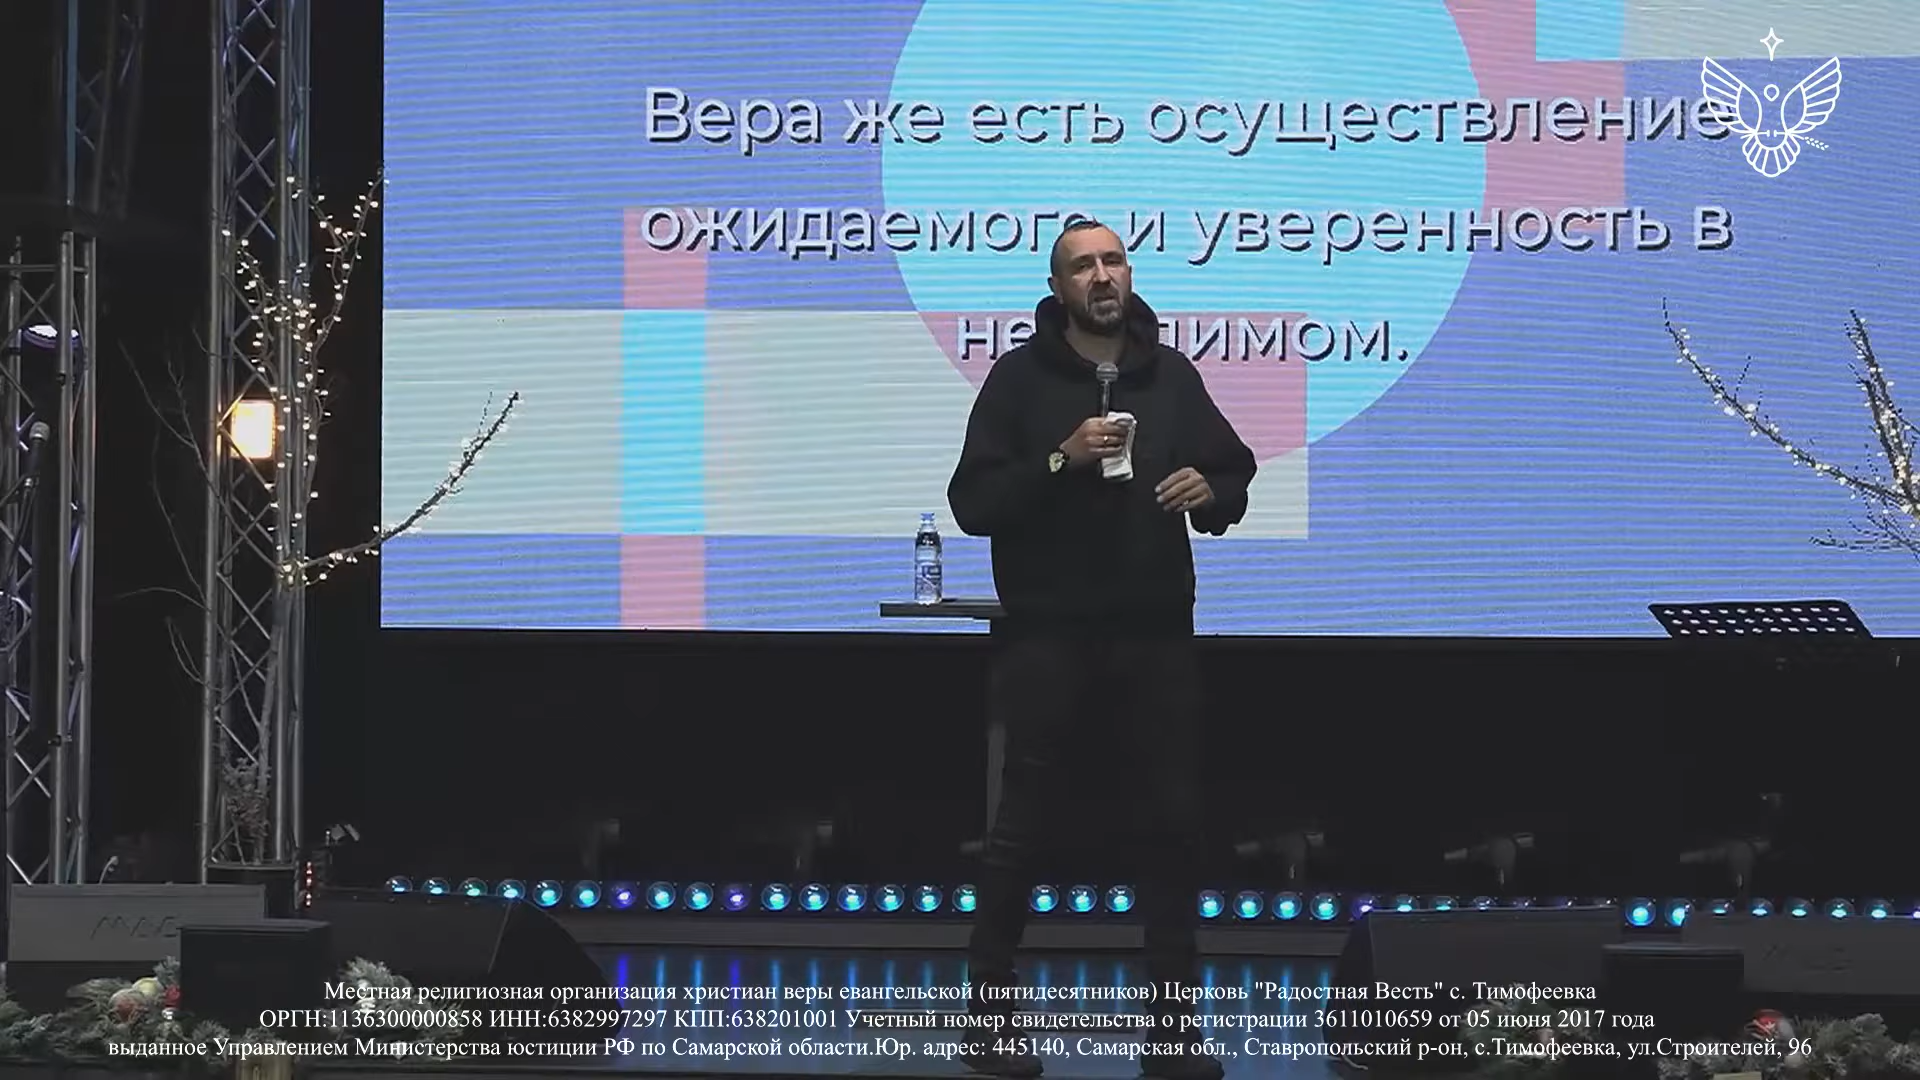 Вера же есть осуществление
ожидаемого и уверенность в
Местная религиозная организация христиан веры евангельской (пятидесятников) Церковь "Радостная Весть" с. Тимофеевка
ОРГН:1136300000858 ИНН:6382997297 КПП:638201001 Учетный номер свидетельства о регистрации 3611010659 от 05 июня 2017 года
выданное Управлением Министерства юстиции РФ по Самарской области.Юр. адрес: 445140, Самарская обл., Ставропольский р-он, с.Тимофеевка, ул.Строителей, 96